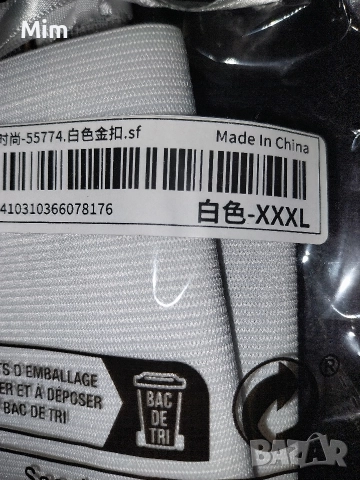 Mim
时尚-55774.白色金扣.sf
Made In China
410310366078176
白色-XXXL
TS D'EMBALLAGE
ER ET À DÉPOSER
BAC DE TRI
BAC
DE
TRI
®
BAZAR